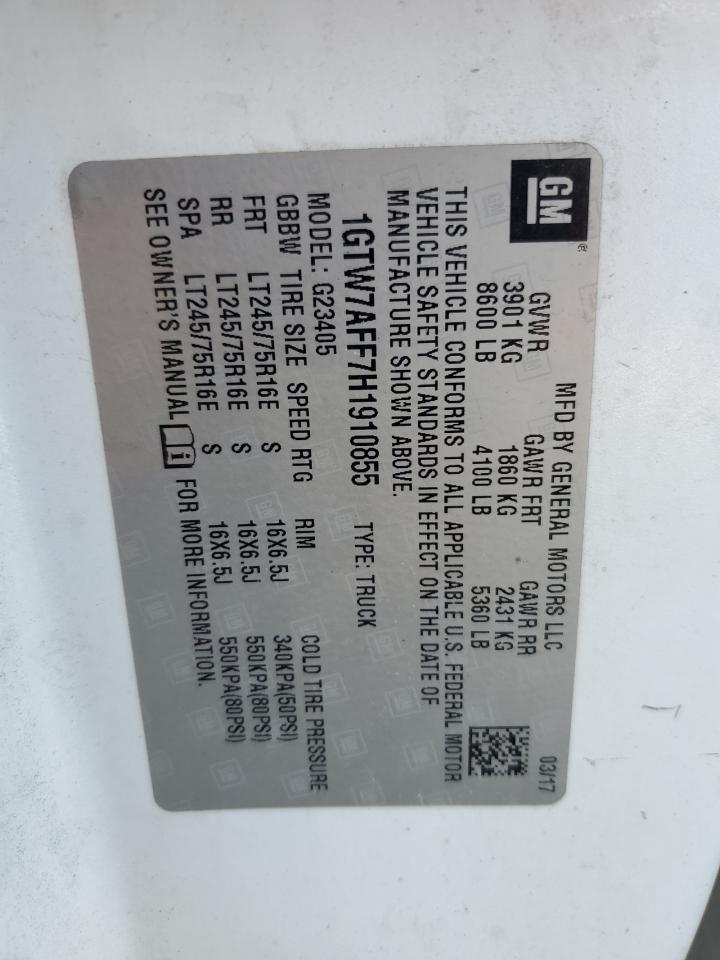 GM
MFD BY GENERAL MOTORS LLC 03/17
GVWR GAWR FRT GAWR RR
3901 KG 1860 KG 2431 KG
8600 LB 4100 LB 5360 LB
THIS VEHICLE CONFORMS TO ALL APPLICABLE U.S. FEDERAL MOTOR
VEHICLE SAFETY STANDARDS IN EFFECT ON THE DATE OF
MANUFACTURE SHOWN ABOVE.
1GTW7AFF7H1910855 TYPE: TRUCK
MODEL: G23405
GBBW TIRE SIZE SPEED RTG RIM COLD TIRE PRESSURE
FRT LT245/75R16E S 16X6.5J 340KPA(50PSI)
RR LT245/75R16E S 16X6.5J 550KPA(80PSI)
SPA LT245/75R16E S 16X6.5J 550KPA(80PSI)
SEE OWNER'S MANUAL FOR MORE INFORMATION.